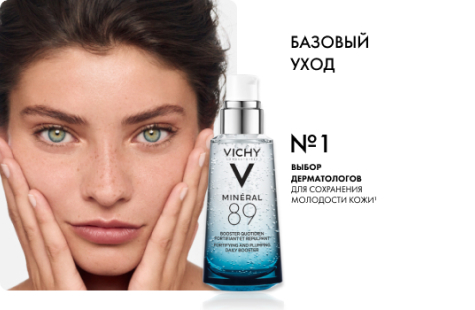 БАЗОВЫЙ
УХОД
№1
ВЫБОР
ДЕРМАТОЛОГОВ
ДЛЯ СОХРАНЕНИЯ
МОЛОДОСТИ КОЖИ¹
VICHY
MINÉRAL
89
BOOSTER QUOTIDIEN
FORTIFIANT ET REPULPANT
FORTIFYING AND PLUMPING
DAILY BOOSTER